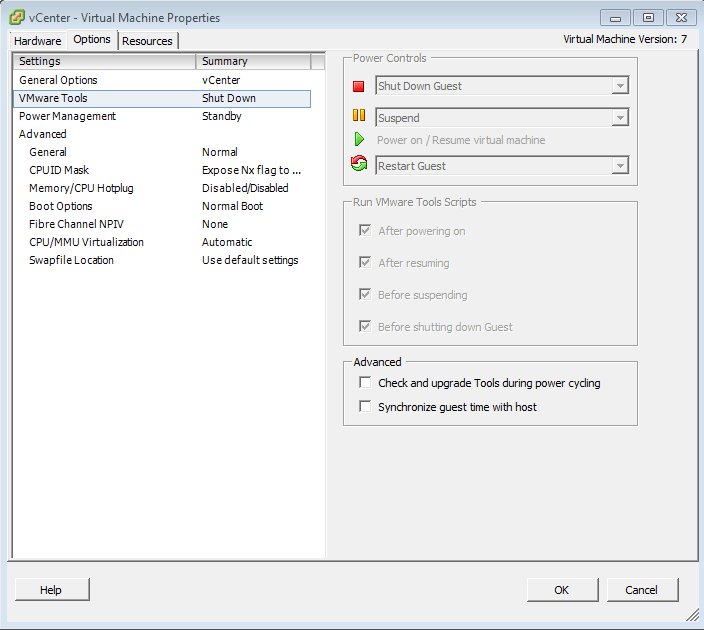 vCenter - Virtual Machine Properties
Hardware Options Resources Virtual Machine Version: 7
Settings Summary
General Options vCenter
VMware Tools Shut Down
Power Management Standby
Advanced
General Normal
CPUID Mask Expose Nx flag to ...
Memory/CPU Hotplug Disabled/Disabled
Boot Options Normal Boot
Fibre Channel NPIV None
CPU/MMU Virtualization Automatic
Swapfile Location Use default settings
Power Controls
Shut Down Guest
Suspend
Power on / Resume virtual machine
Restart Guest
Run VMware Tools Scripts
After powering on
After resuming
Before suspending
Before shutting down Guest
Advanced
Check and upgrade Tools during power cycling
Synchronize guest time with host
Help OK Cancel